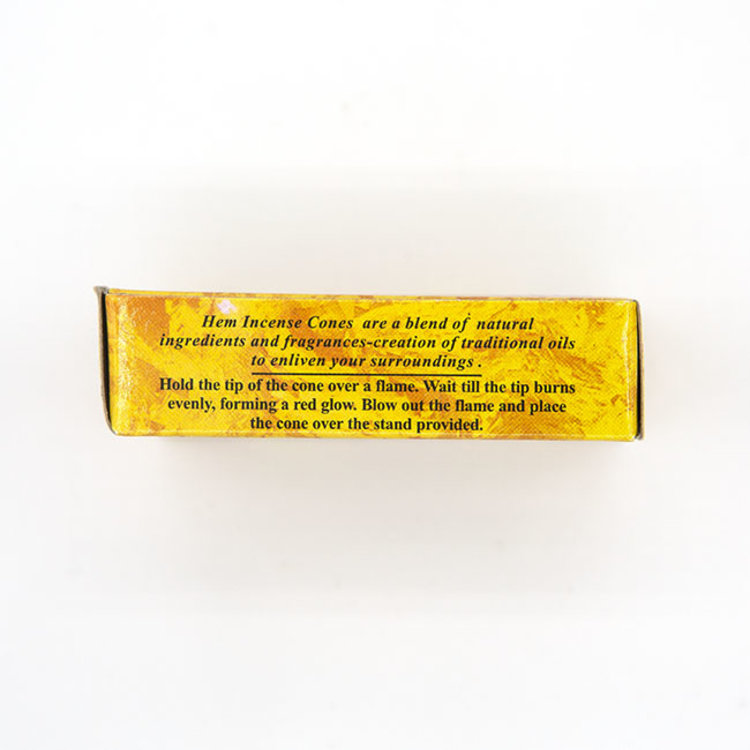 Hem Incense Cones are a blend of natural
ingredients and fragrances-creation of traditional oils
to enliven your surroundings .
Hold the tip of the cone over a flame. Wait till the tip burns
evenly, forming a red glow. Blow out the flame and place
the cone over the stand provided.